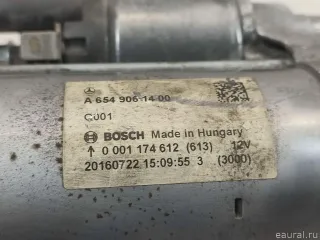 A 654 906 14 00
C001
BOSCH Made in Hungary
↑ 0 001 174 612 (613) 12V
20160722 15:09:55 3 (3000)
eaural.ru